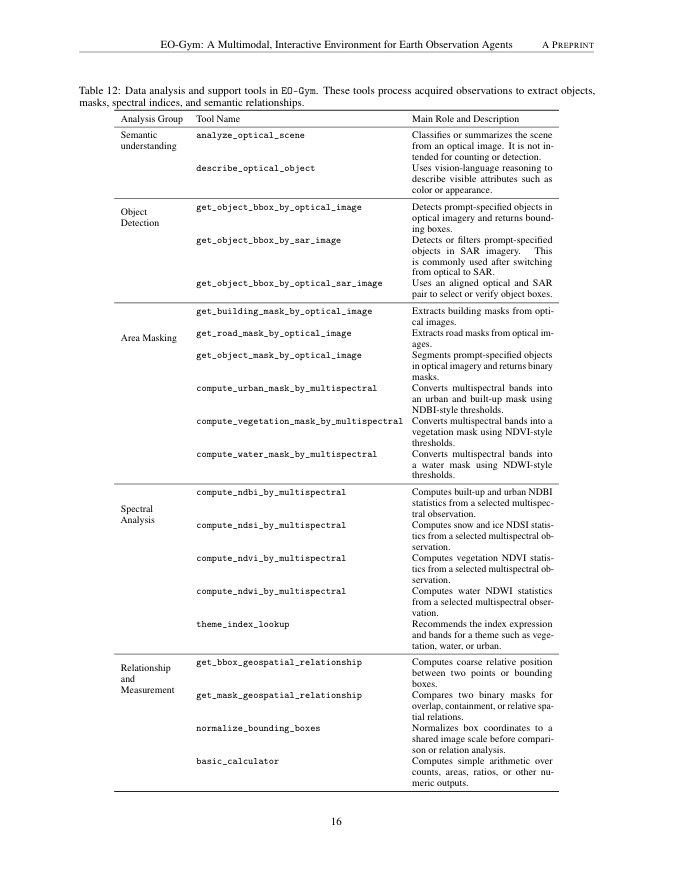 EO-Gym: A Multimodal, Interactive Environment for Earth Observation Agents A PREPRINT
Table 12: Data analysis and support tools in EO-Gym. These tools process acquired observations to extract objects,
masks, spectral indices, and semantic relationships.
Analysis Group Tool Name Main Role and Description
Semantic analyze_optical_scene Classifies or summarizes the scene
understanding from an optical image. It is not in-
tended for counting or detection.
describe_optical_object Uses vision-language reasoning to
describe visible attributes such as
color or appearance.
Object get_object_bbox_by_optical_image Detects prompt-specified objects in
Detection optical imagery and returns bound-
ing boxes.
get_object_bbox_by_sar_image Detects or filters prompt-specified
objects in SAR imagery. This
is commonly used after switching
from optical to SAR.
get_object_bbox_by_optical_sar_image Uses an aligned optical and SAR
pair to select or verify object boxes.
get_building_mask_by_optical_image Extracts building masks from opti-
cal images.
Area Masking get_road_mask_by_optical_image Extracts road masks from optical im-
ages.
get_object_mask_by_optical_image Segments prompt-specified objects
in optical imagery and returns binary
masks.
compute_urban_mask_by_multispectral Converts multispectral bands into
an urban and built-up mask using
NDBI-style thresholds.
compute_vegetation_mask_by_multispectral Converts multispectral bands into a
vegetation mask using NDVI-style
thresholds.
compute_water_mask_by_multispectral Converts multispectral bands into
a water mask using NDWI-style
thresholds.
compute_ndbi_by_multispectral Computes built-up and urban NDBI
Spectral statistics from a selected multispec-
Analysis tral observation.
compute_ndsi_by_multispectral Computes snow and ice NDSI statis-
tics from a selected multispectral ob-
servation.
compute_ndvi_by_multispectral Computes vegetation NDVI statis-
tics from a selected multispectral ob-
servation.
compute_ndwi_by_multispectral Computes water NDWI statistics
from a selected multispectral obser-
vation.
theme_index_lookup Recommends the index expression
and bands for a theme such as vege-
tation, water, or urban.
Relationship get_bbox_geospatial_relationship Computes coarse relative position
and between two points or bounding
Measurement boxes.
get_mask_geospatial_relationship Compares two binary masks for
overlap, containment, or relative spa-
tial relations.
normalize_bounding_boxes Normalizes box coordinates to a
shared image scale before compari-
son or relation analysis.
basic_calculator Computes simple arithmetic over
counts, areas, ratios, or other nu-
meric outputs.
16